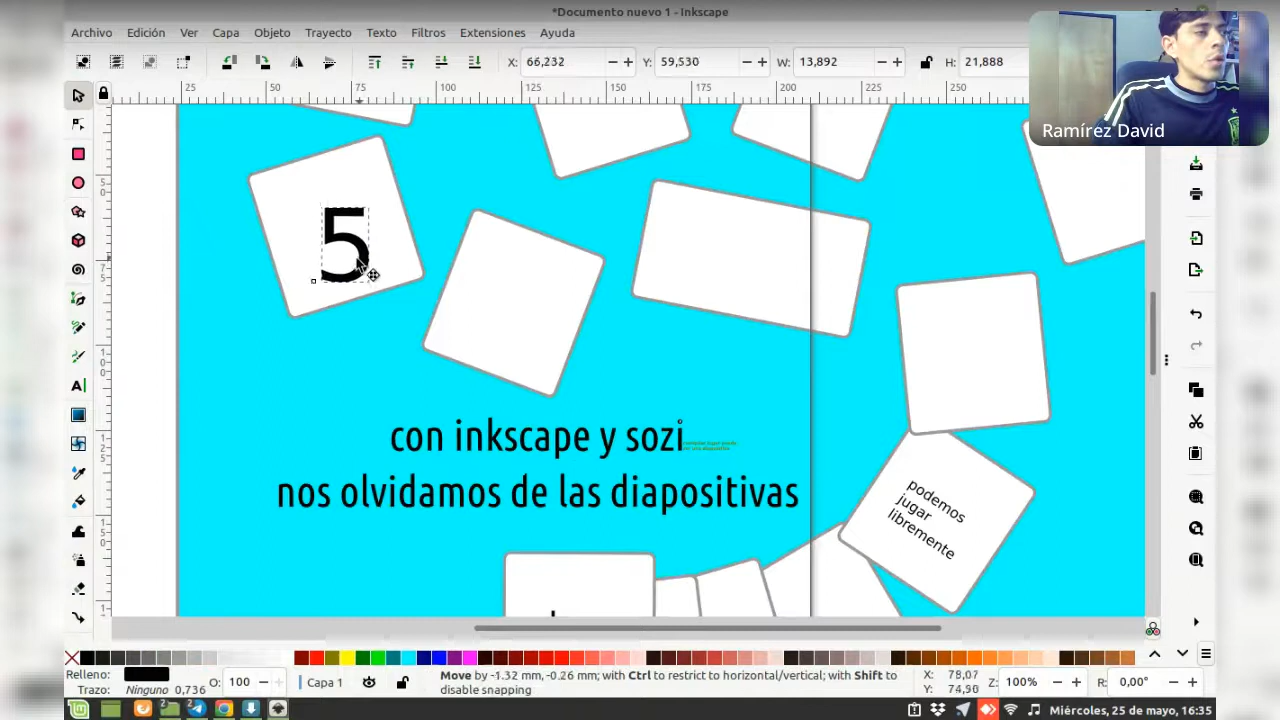 *Documento nuevo 1 - Inkscape
Archivo Edición Ver Capa Objeto Trayecto Texto Filtros Extensiones Ayuda
X: 66,232 − + Y: 59,530 − + W: 13,892 − + H: 21,888
Ramírez David
25 50 75 100 125 150 175 200 225 250
5
con inkscape y sozi
nos olvidamos de las diapositivas
podemos
jugar
libremente
Relleno:
Trazo: Ninguno 0,736
O: 100 − +
Capa 1
Move by -1.32 mm, -0.26 mm; with Ctrl to restrict to horizontal/vertical; with Shift to
disable snapping
X: 78,07
Y: 74,96
Z: 100% − +
R: 0,00° − +
Miércoles, 25 de mayo, 16:35